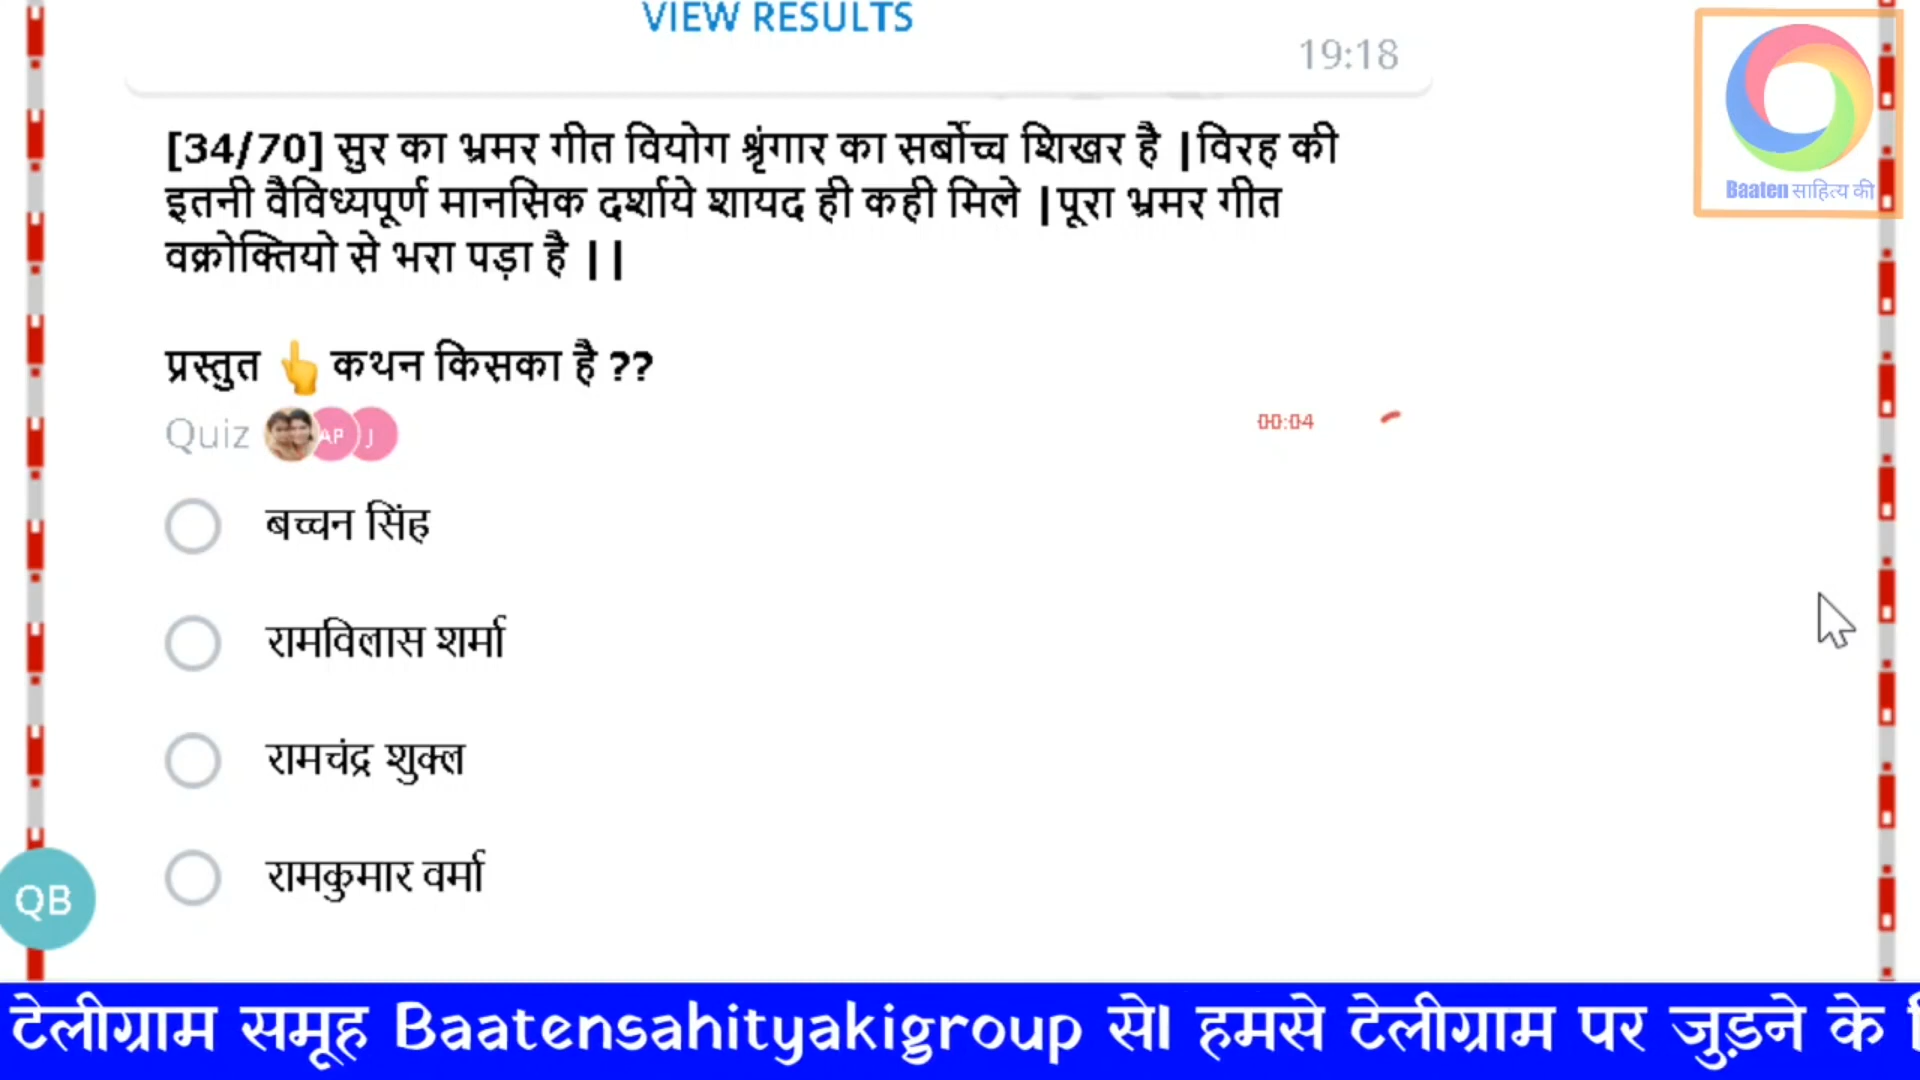 VIEW RESULTS
19:18
Baaten साहित्य की
[34/70] सुर का भ्रमर गीत वियोग श्रृंगार का सर्बोच्च शिखर है |विरह की
इतनी वैविध्यपूर्ण मानसिक दर्शाये शायद ही कही मिले |पूरा भ्रमर गीत
वक्रोक्तियो से भरा पड़ा है ||
प्रस्तुत 👆 कथन किसका है ??
Quiz AP J
00:04
बच्चन सिंह
रामविलास शर्मा
रामचंद्र शुक्ल
रामकुमार वर्मा
QB
टेलीग्राम समूह Baatensahityakigroup से। हमसे टेलीग्राम पर जुड़ने के